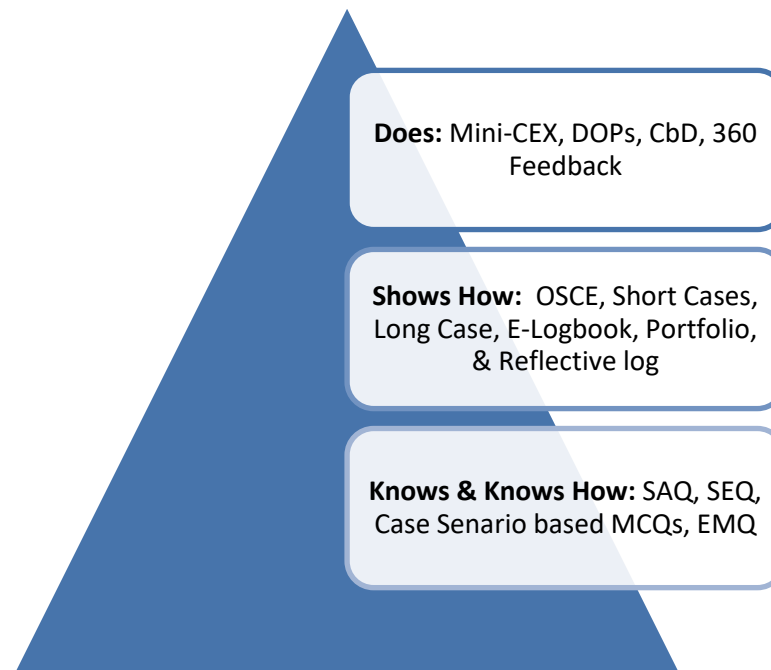 Does: Mini-CEX, DOPs, CbD, 360
Feedback
Shows How: OSCE, Short Cases,
Long Case, E-Logbook, Portfolio,
& Reflective log
Knows & Knows How: SAQ, SEQ,
Case Senario based MCQs, EMQ